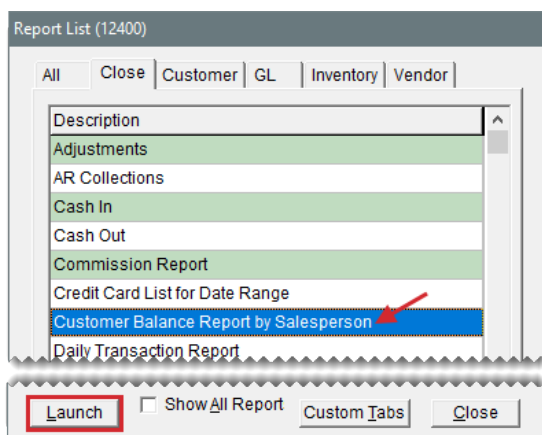 Report List (12400)
All Close Customer GL Inventory Vendor
Description
Adjustments
AR Collections
Cash In
Cash Out
Commission Report
Credit Card List for Date Range
Customer Balance Report by Salesperson
Daily Transaction Report
Launch Show All Report Custom Tabs Close